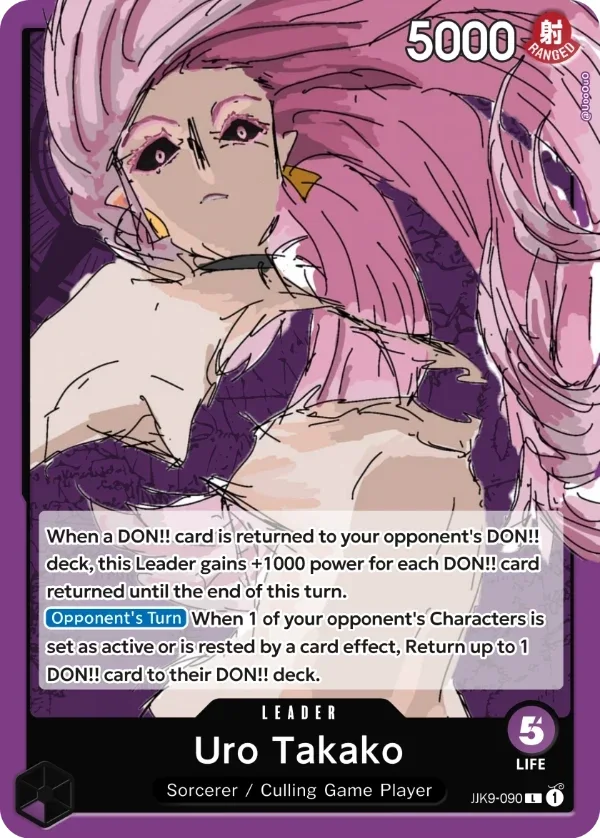 5000
射
RANGED
@UooOuO
When a DON!! card is returned to your opponent's DON!!
deck, this Leader gains +1000 power for each DON!! card
returned until the end of this turn.
Opponent's Turn When 1 of your opponent's Characters is
set as active or is rested by a card effect, Return up to 1
DON!! card to their DON!! deck.
LEADER
Uro Takako
Sorcerer / Culling Game Player
5
LIFE
JJK9-090 L 1